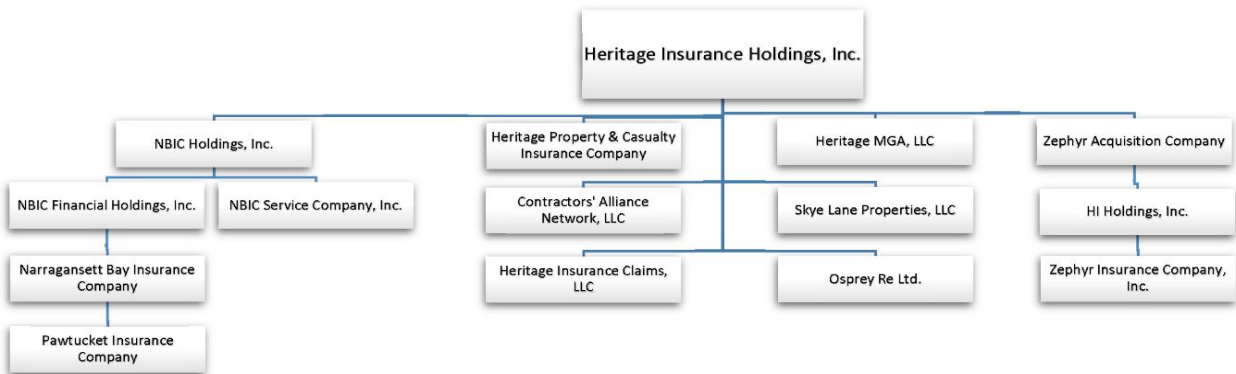 Heritage Insurance Holdings, Inc.
NBIC Holdings, Inc.
Heritage Property & Casualty
Insurance Company
Heritage MGA, LLC
Zephyr Acquisition Company
NBIC Financial Holdings, Inc.
NBIC Service Company, Inc.
Contractors' Alliance
Network, LLC
Skye Lane Properties, LLC
HI Holdings, Inc.
Narragansett Bay Insurance
Company
Heritage Insurance Claims,
LLC
Osprey Re Ltd.
Zephyr Insurance Company,
Inc.
Pawtucket Insurance
Company